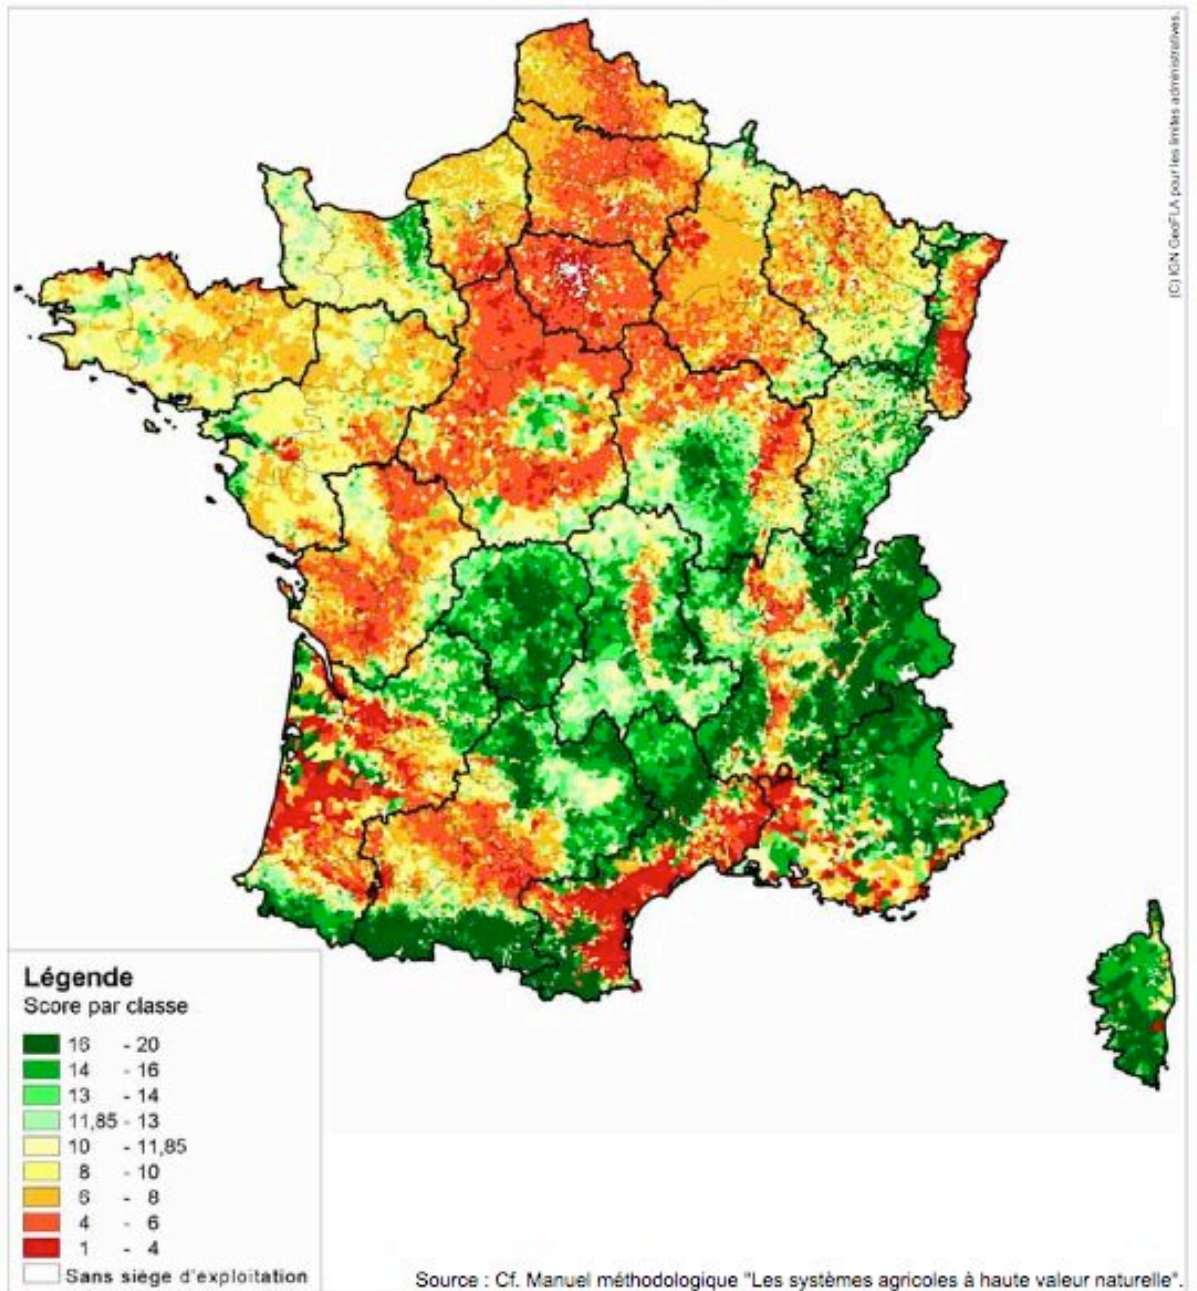 (C) IGN GeoFLA pour les limites administratives.
Légende
Score par classe
16 - 20
14 - 16
13 - 14
11,85 - 13
10 - 11,85
8 - 10
6 - 8
4 - 6
1 - 4
Sans siège d'exploitation
Source : Cf. Manuel méthodologique "Les systèmes agricoles à haute valeur naturelle".